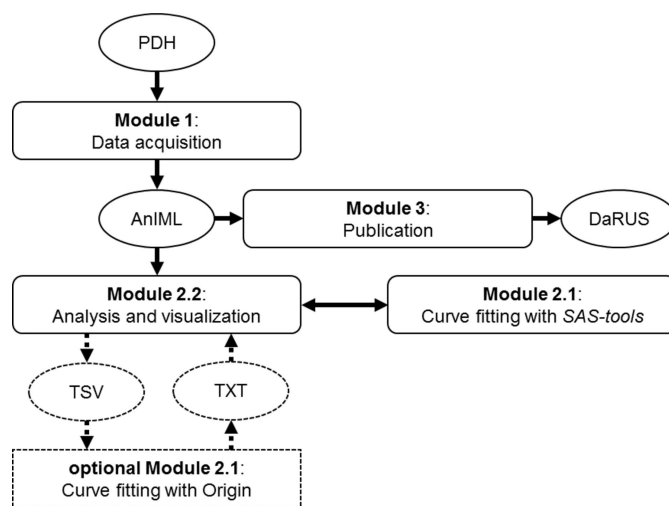 PDH
Module 1:
Data acquisition
AnIML
Module 3:
Publication
DaRUS
Module 2.2:
Analysis and visualization
Module 2.1:
Curve fitting with SAS-tools
TSV
TXT
optional Module 2.1:
Curve fitting with Origin